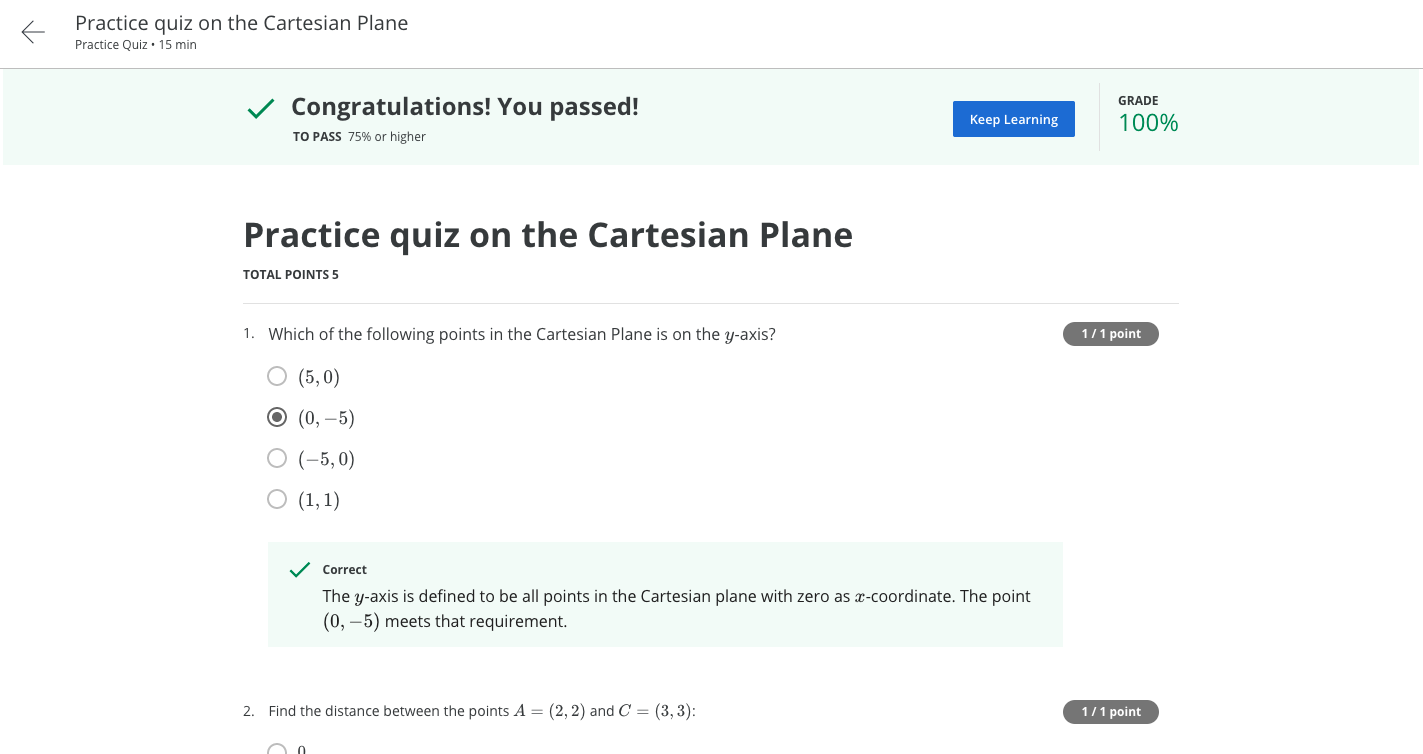 Practice quiz on the Cartesian Plane
Practice Quiz • 15 min
Congratulations! You passed!
TO PASS 75% or higher
Keep Learning
GRADE
100%
Practice quiz on the Cartesian Plane
TOTAL POINTS 5
1. Which of the following points in the Cartesian Plane is on the y-axis?
1 / 1 point
(5, 0)
(0, −5)
(−5, 0)
(1, 1)
Correct
The y-axis is defined to be all points in the Cartesian plane with zero as x-coordinate. The point
(0, −5) meets that requirement.
2. Find the distance between the points A = (2, 2) and C = (3, 3):
1 / 1 point
0